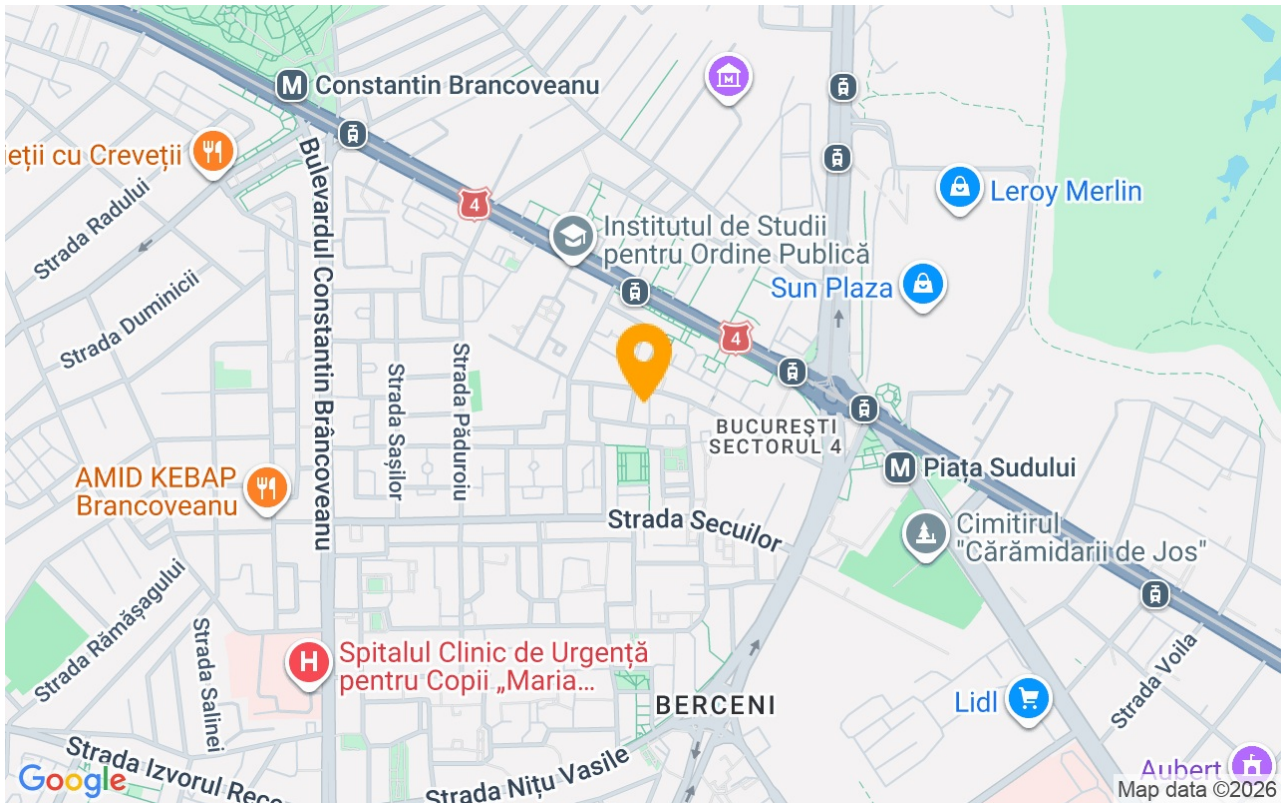 M Constantin Brancoveanu
ieții cu Creveții
Strada Radului
Bulevardul Constantin Brâncoveanu
4
Institutul de Studii
pentru Ordine Publică
Leroy Merlin
Sun Plaza
4
Strada Duminicii
Strada Sașilor
Strada Păduroiu
BUCUREȘTI
SECTORUL 4
M Piața Sudului
AMID KEBAP
Brancoveanu
Strada Secuilor
Cimitirul
"Cărămidarii de Jos"
Strada Rămășagului
Strada Salinei
H Spitalul Clinic de Urgență
pentru Copii „Maria...
BERCENI
Lidl
Strada Voila
Strada Izvorul Rece
Strada Nițu Vasile
Aubert
Google
Map data ©2026